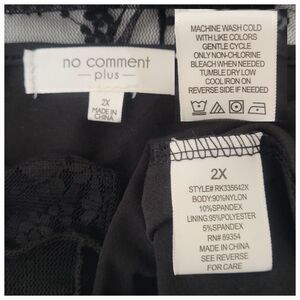 no comment
plus
2X
MADE IN
CHINA
MACHINE WASH COLD
WITH LIKE COLORS
GENTLE CYCLE
ONLY NON-CHLORINE
BLEACH WHEN NEEDED
TUMBLE DRY LOW
COOL IRON ON
REVERSE SIDE IF NEEDED
2X
STYLE# RK335642X
BODY:90%NYLON
10%SPANDEX
LINING:95%POLYESTER
5%SPANDEX
RN# 89354
MADE IN CHINA
SEE REVERSE
FOR CARE